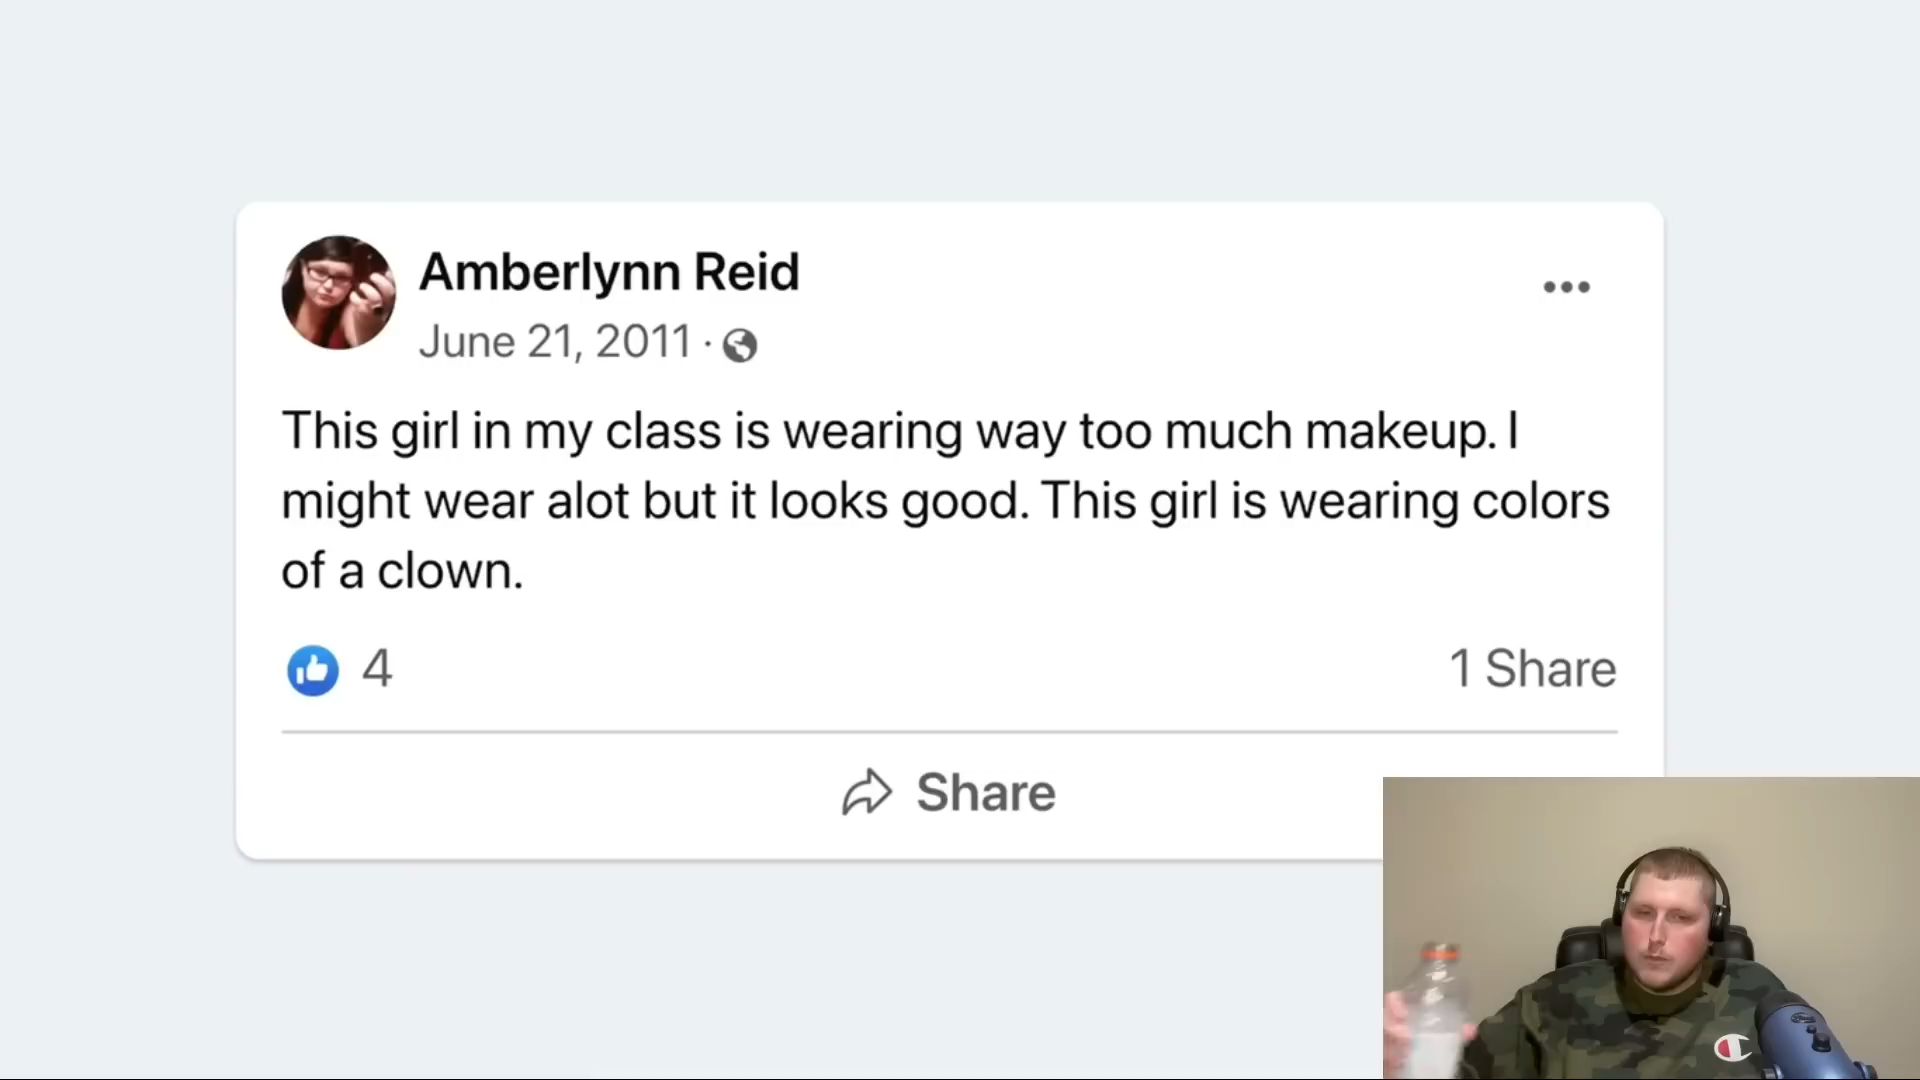 Amberlynn Reid
June 21, 2011 ·
This girl in my class is wearing way too much makeup. I
might wear alot but it looks good. This girl is wearing colors
of a clown.
4
1 Share
Share